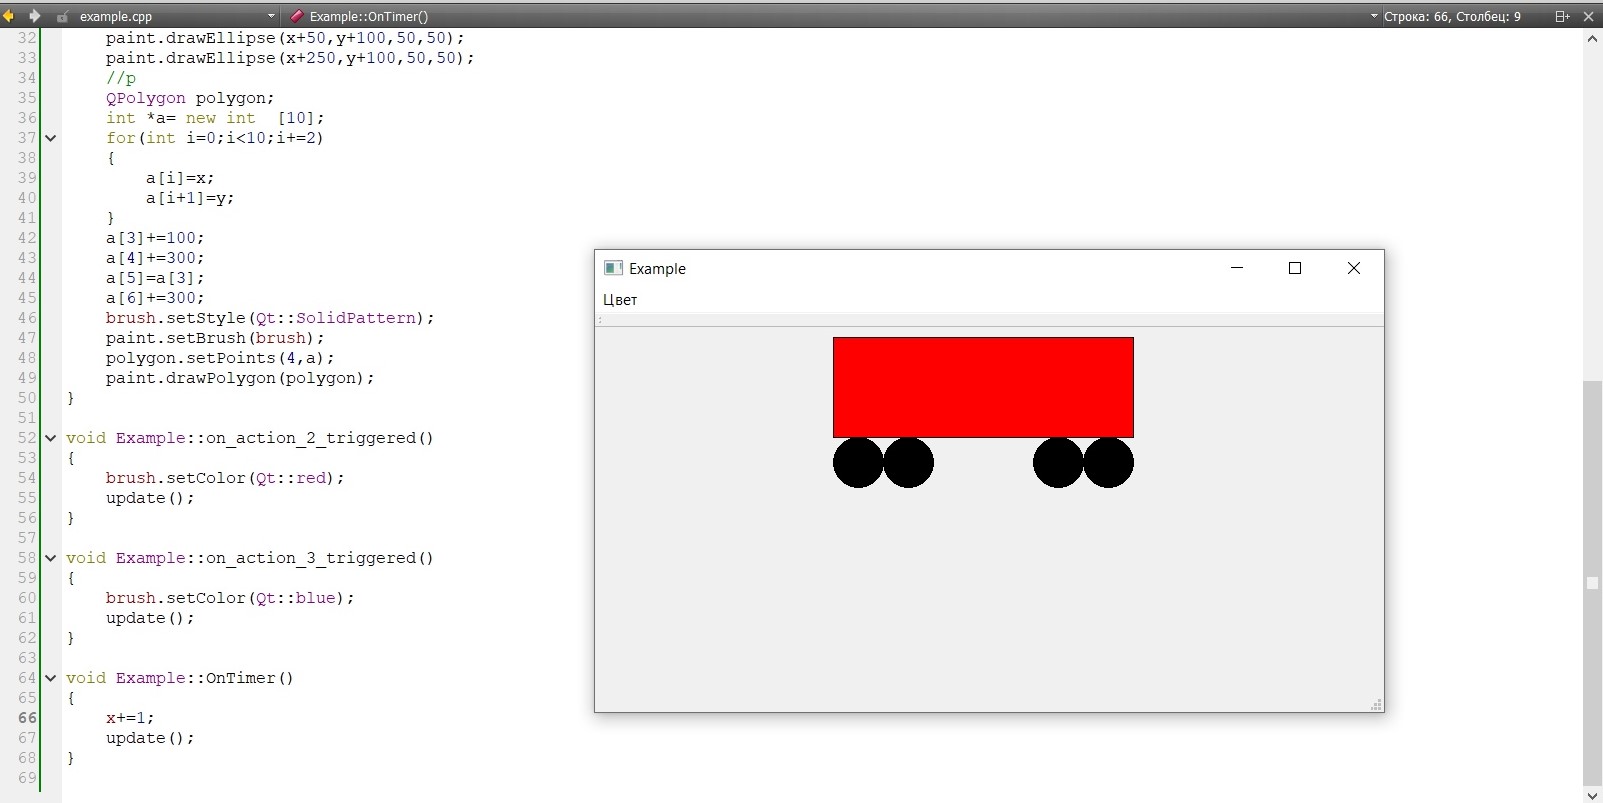 example.cpp Example::OnTimer() Строка: 66, Столбец: 9
32 paint.drawEllipse(x+50,y+100,50,50);
33 paint.drawEllipse(x+250,y+100,50,50);
34 //p
35 QPolygon polygon;
36 int *a= new int  [10];
37 for(int i=0;i<10;i+=2)
38 {
39 a[i]=x;
40 a[i+1]=y;
41 }
42 a[3]+=100;
43 a[4]+=300;
44 a[5]=a[3];
45 a[6]+=300;
46 brush.setStyle(Qt::SolidPattern);
47 paint.setBrush(brush);
48 polygon.setPoints(4,a);
49 paint.drawPolygon(polygon);
50 }
51
52 void Example::on_action_2_triggered()
53 {
54 brush.setColor(Qt::red);
55 update();
56 }
57
58 void Example::on_action_3_triggered()
59 {
60 brush.setColor(Qt::blue);
61 update();
62 }
63
64 void Example::OnTimer()
65 {
66 x+=1;
67 update();
68 }
69
Example
Цвет